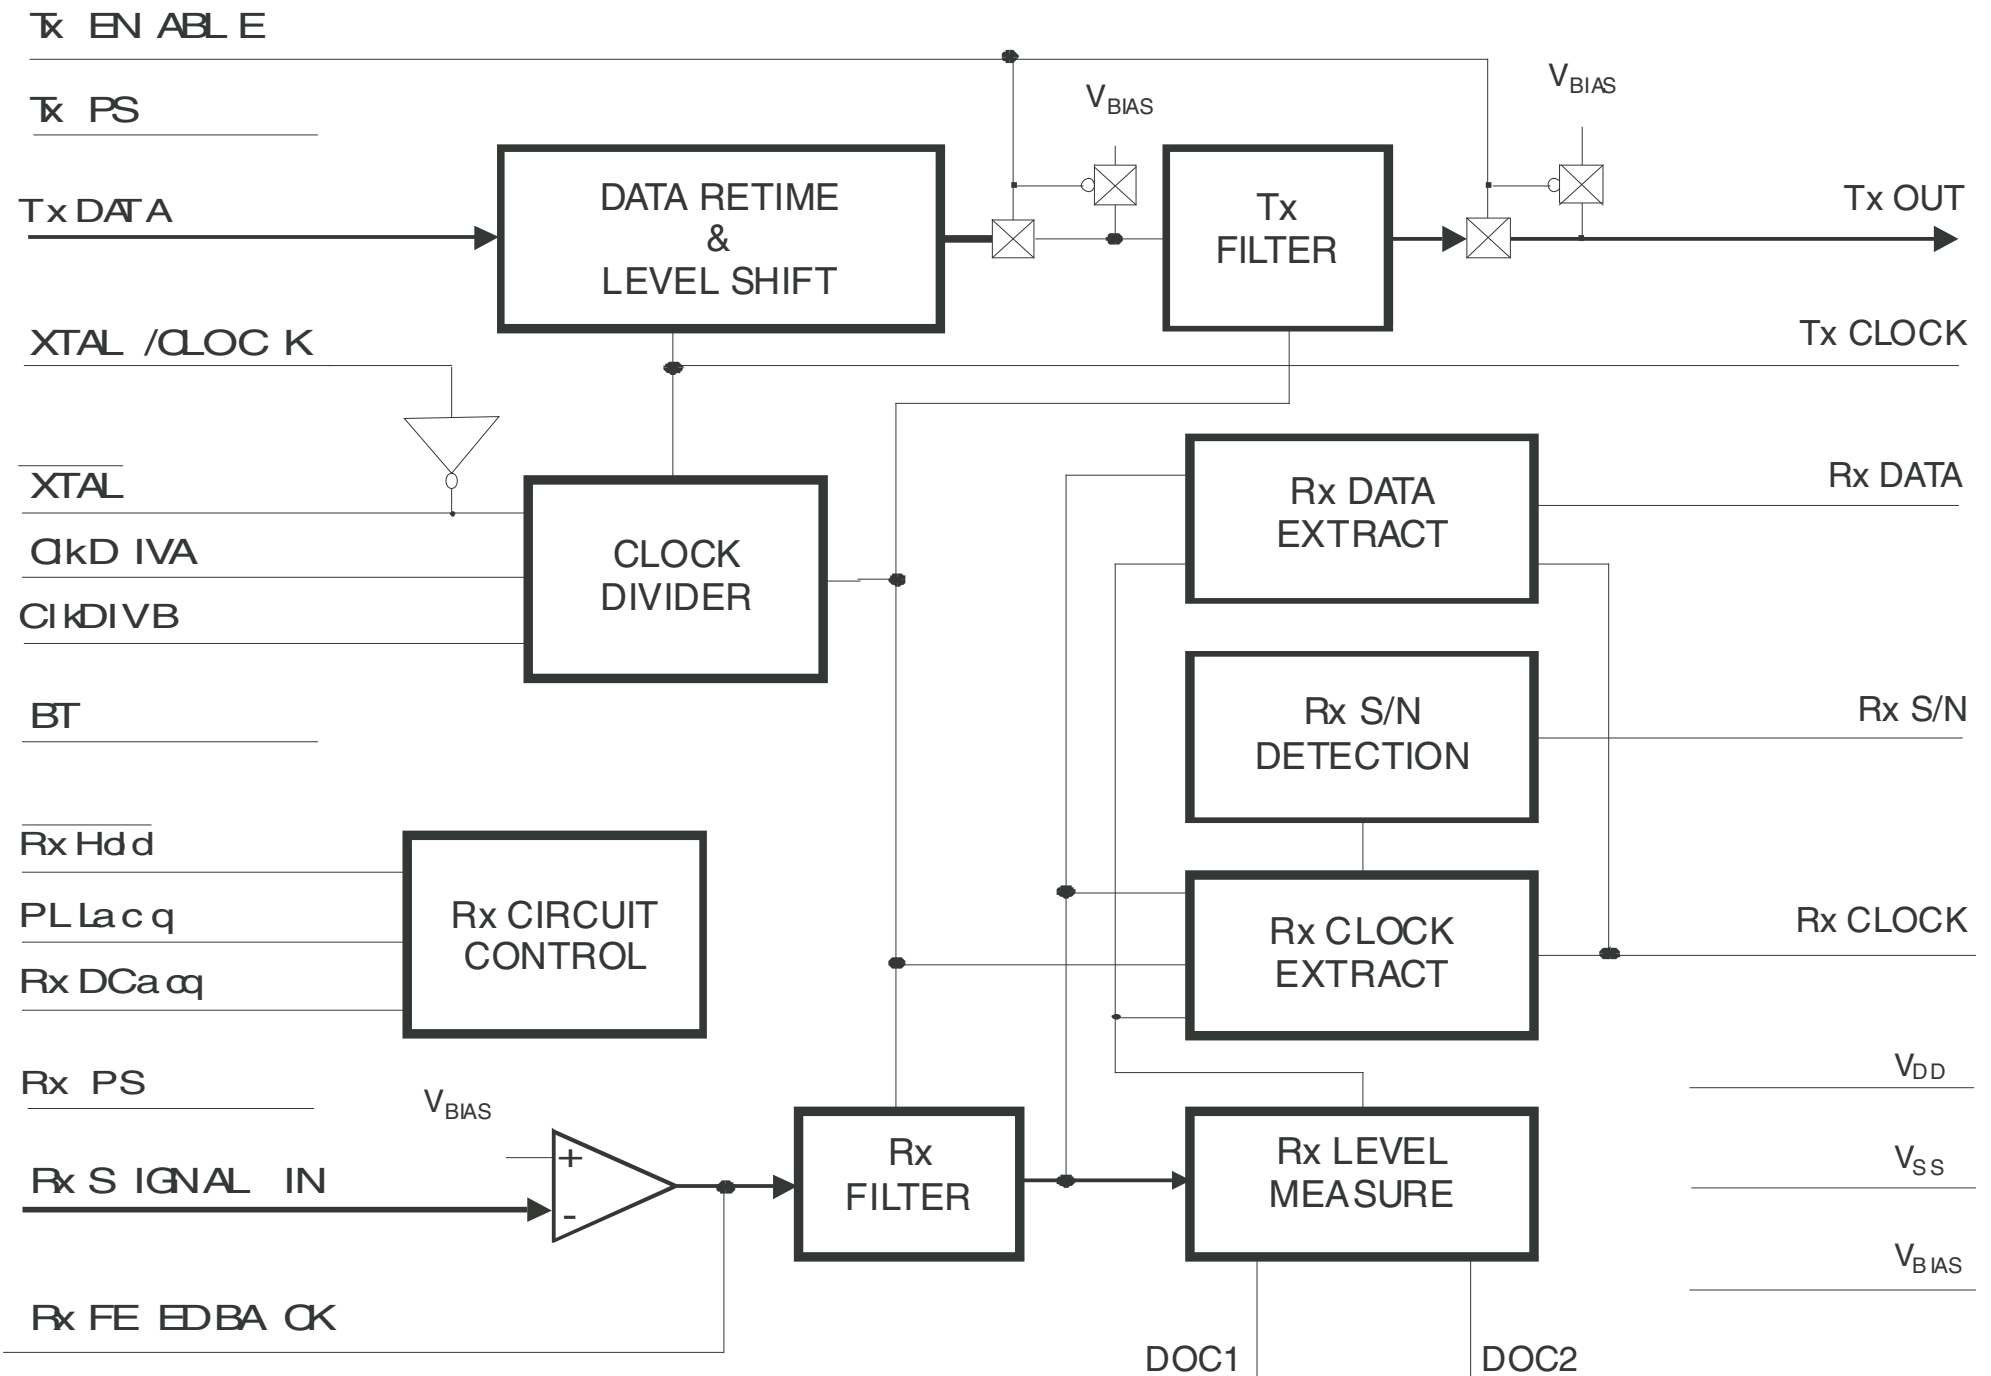 Tx ENABLE
Tx PS
Tx DATA
XTAL/CLOCK
XTAL
ClkDIVA
ClkDIVB
BT
Rx Hold
PLLacq
Rx DCacq
Rx PS
Rx SIGNAL IN
Rx FEEDBACK
DATA RETIME
&
LEVEL SHIFT
VBIAS
Tx
FILTER
VBIAS
Tx OUT
Tx CLOCK
CLOCK
DIVIDER
Rx DATA
EXTRACT
Rx DATA
Rx S/N
DETECTION
Rx S/N
Rx CIRCUIT
CONTROL
Rx CLOCK
EXTRACT
Rx CLOCK
VBIAS
+
-
Rx
FILTER
Rx LEVEL
MEASURE
DOC1
DOC2
VDD
VSS
VBIAS